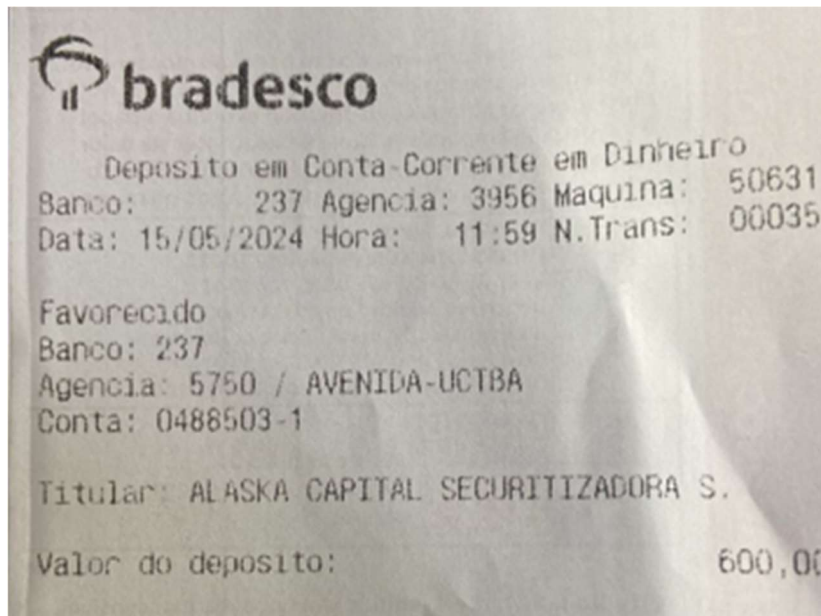 bradesco
Deposito em Conta-Corrente em Dinheiro
Banco: 237 Agencia: 3956 Maquina: 50631
Data: 15/05/2024 Hora: 11:59 N.Trans: 00035
Favorecido
Banco: 237
Agencia: 5750 / AVENIDA-UCTBA
Conta: 0488503-1
Titular: ALASKA CAPITAL SECURITIZADORA S.
Valor do deposito: 600,00